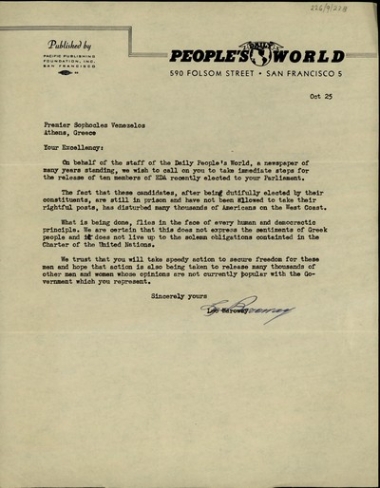 Published by
PACIFIC PUBLISHING
FOUNDATION, INC.
SAN FRANCISCO
DAILY
PEOPLE'S WORLD
590 FOLSOM STREET • SAN FRANCISCO 5
Oct 25
Premier Sophocles Venezelos
Athens, Greece
Your Excellency:
On behalf of the staff of the Daily People's World, a newspaper of
many years standing, we wish to call on you to take immediate steps for
the release of ten members of EDA recently elected to your Parliament.
The fact that these candidates, after being dutifully elected by their
constituents, are still in prison and have not been allowed to take their
rightful posts, has disturbed many thousands of Americans on the West Coast.
What is being done, flies in the face of every human and democratic
principle. We are certain that this does not express the sentiments of Greek
people and does not live up to the solemn obligations containted in the
Charter of the United Nations.
We trust that you will take speedy action to secure freedom for these
men and hope that action is also being taken to release many thousands of
other men and women whose opinions are not currently popular with the
Government which you represent.
Sincerely yours